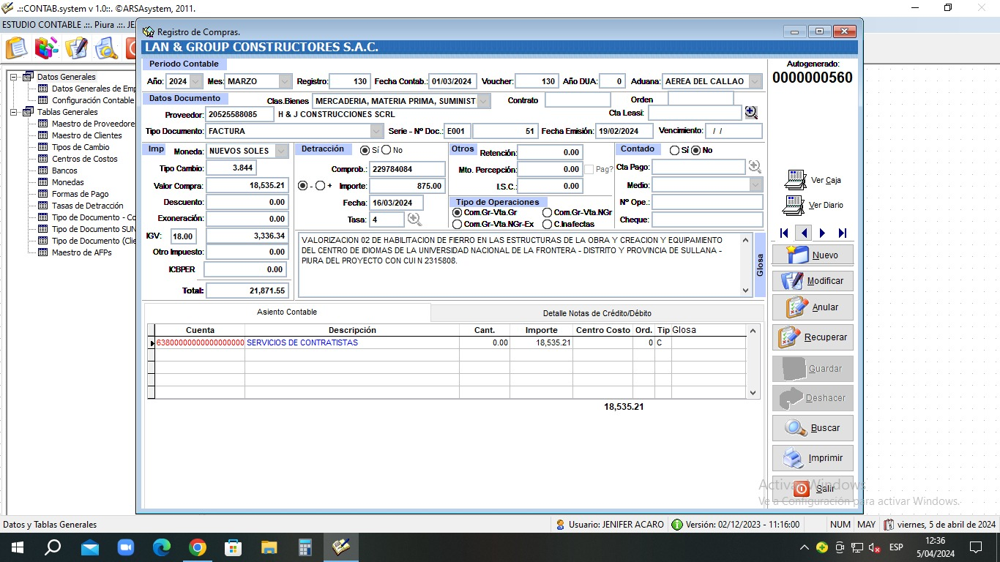 .::CONTAB.system v 1.0::. ©ARSAsystem, 2011.
ESTUDIO CONTABLE .::. Piura .::. JE
Registro de Compras.
LAN & GROUP CONSTRUCTORES S.A.C.
Datos Generales
Datos Generales de Emp
Configuración Contable
Tablas Generales
Maestro de Proveedore
Maestro de Clientes
Tipos de Cambio
Centros de Costos
Bancos
Monedas
Formas de Pago
Tasas de Detracción
Tipo de Documento - Co
Tipo de Documento SUN
Tipo de Documento (Clie
Maestro de AFPs
Periodo Contable
Año: 2024 Mes: MARZO Registro: 130 Fecha Contab.: 01/03/2024 Voucher: 130 Año DUA: 0 Aduana: AEREA DEL CALLAO
Datos Documento Clas.Bienes MERCADERIA, MATERIA PRIMA, SUMINIST Contrato Orden
Proveedor: 20525588085 H & J CONSTRUCCIONES SCRL Cta Leasi:
Tipo Documento: FACTURA Serie - Nº Doc.: E001 51 Fecha Emisión: 19/02/2024 Vencimiento: / /
Imp Moneda: NUEVOS SOLES
Tipo Cambio: 3.844
Valor Compra: 18,535.21
Descuento: 0.00
Exoneración: 0.00
IGV: 18.00 3,336.34
Otro Impuesto: 0.00
ICBPER 0.00
Total: 21,871.55
Detracción Sí No
Comprob.: 229784084
- + Importe: 875.00
Fecha: 16/03/2024
Tasa: 4
Otros Retención: 0.00
Mto. Percepción: 0.00 Pag?
I.S.C.: 0.00
Tipo de Operaciones
Com.Gr-Vta.Gr Com.Gr-Vta.NGr
Com.Gr-Vta.NGr-Ex C.Inafectas
Contado Sí No
Cta Pago:
Medio:
Nº Ope.:
Cheque:
VALORIZACION 02 DE HABILITACION DE FIERRO EN LAS ESTRUCTURAS DE LA OBRA Y CREACION Y EQUIPAMIENTO
DEL CENTRO DE IDIOMAS DE LA UNIVERSIDAD NACIONAL DE LA FRONTERA - DISTRITO Y PROVINCIA DE SULLANA -
PIURA DEL PROYECTO CON CUI N 2315808.
Glosa
Asiento Contable Detalle Notas de Crédito/Débito
Cuenta Descripción Cant. Importe Centro Costo Ord. Tip Glosa
SERVICIOS DE CONTRATISTAS 0.00 18,535.21 0 C
18,535.21
Autogenerado:
0000000560
Ver Caja
Ver Diario
Nuevo
Modificar
Anular
Recuperar
Guardar
Deshacer
Buscar
Imprimir
Salir
Activar Windows
Ve a Configuración para activar Windows.
Datos y Tablas Generales Usuario: JENIFER ACARO Versión: 02/12/2023 - 11:16:00 NUM MAY viernes, 5 de abril de 2024
ESP
12:36
5/04/2024